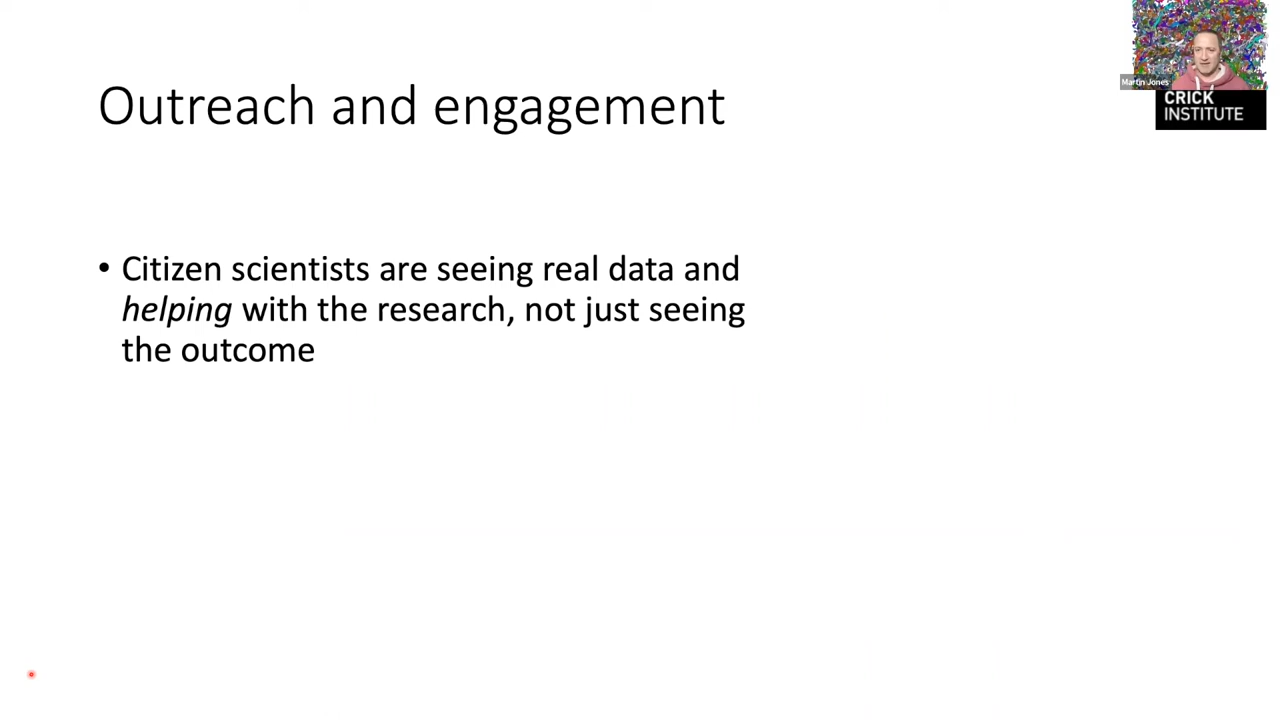 Outreach and engagement
Martin Jones
CRICK
INSTITUTE
• Citizen scientists are seeing real data and
helping with the research, not just seeing
the outcome